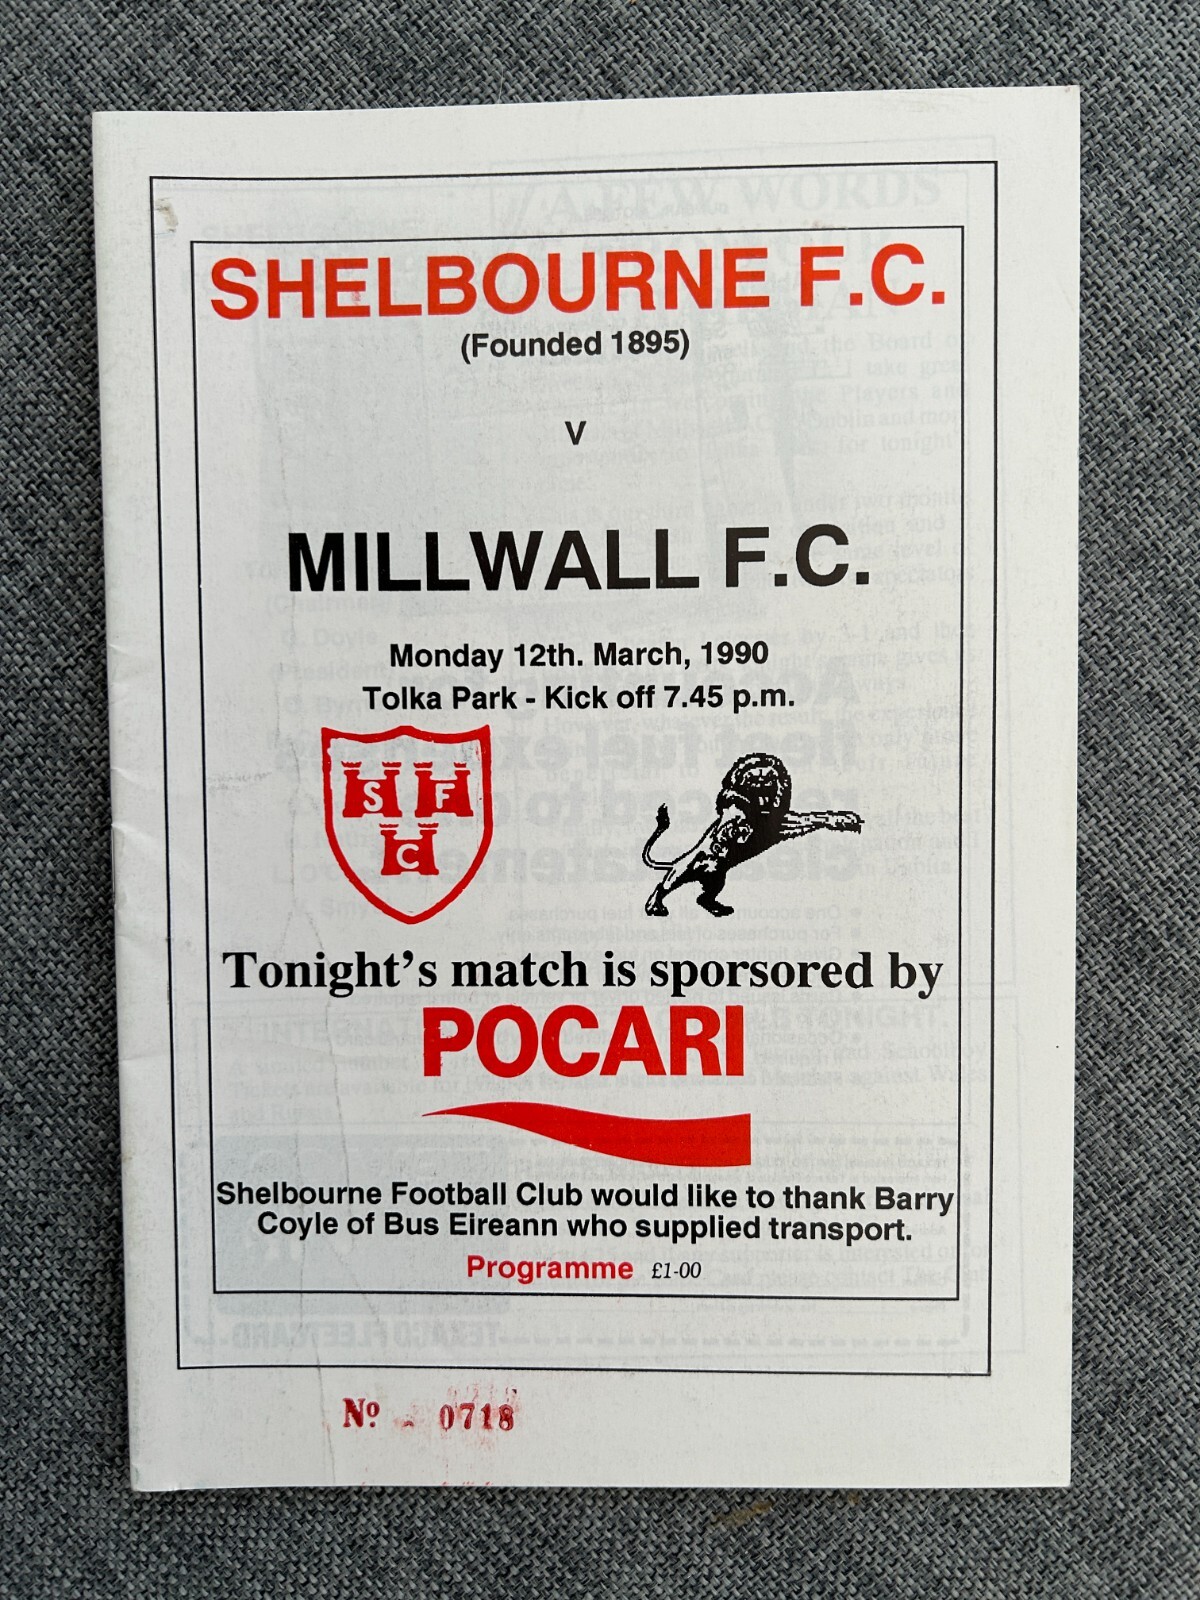 SHELBOURNE F.C.
(Founded 1895)
V
MILLWALL F.C.
Monday 12th. March, 1990
Tolka Park - Kick off 7.45 p.m.
S F
C
Tonight's match is sporsored by
POCARI
Shelbourne Football Club would like to thank Barry
Coyle of Bus Eireann who supplied transport.
Programme £1-00
Nº 0718